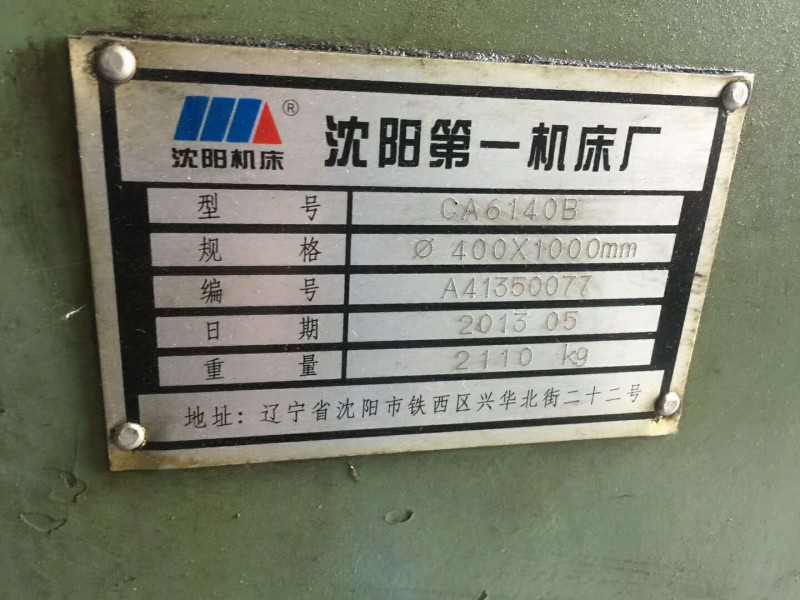 沈阳机床 ® 沈阳第一机床厂
型 号 CA6140B
规 格 Ø 400X1000mm
编 号 A41350077
日 期 2013 05
重 量 2110 kg
地址：辽宁省沈阳市铁西区兴华北街二十二号